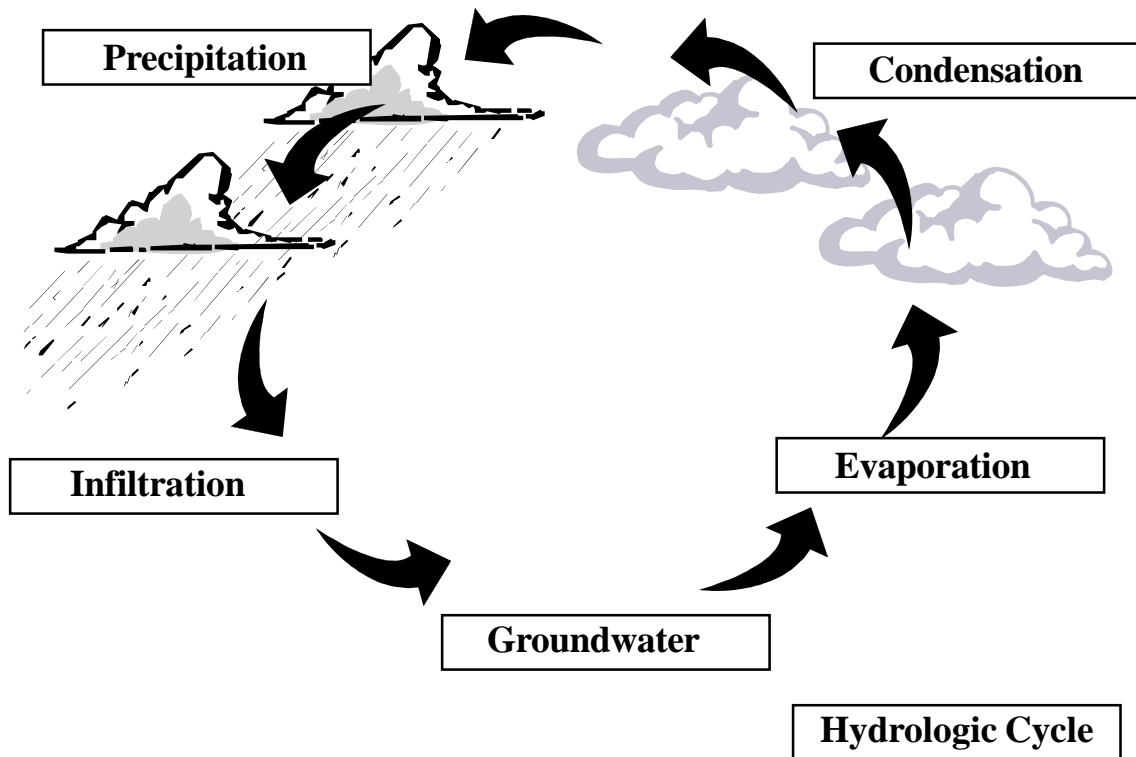 Precipitation
Condensation
Infiltration
Evaporation
Groundwater
Hydrologic Cycle